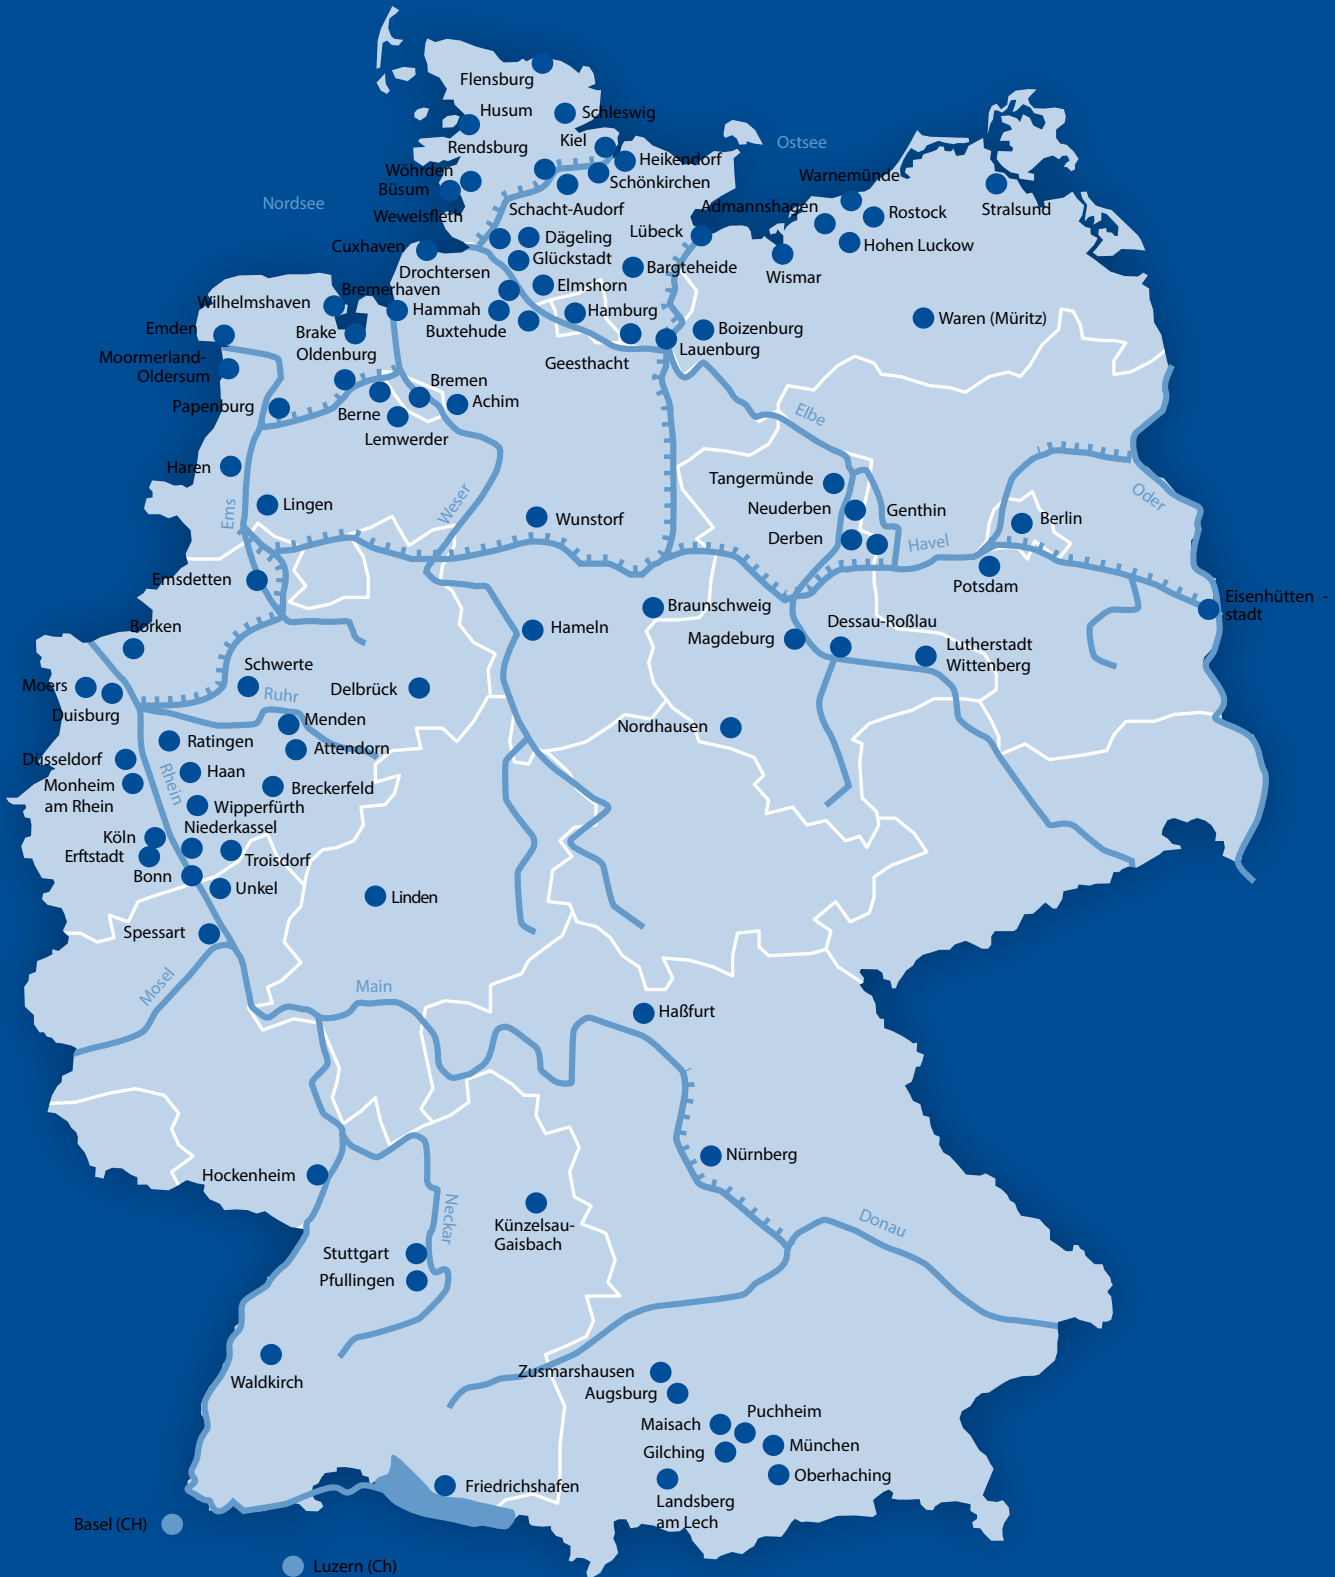 Flensburg
Husum
Schleswig
Kiel
Rendsburg
Heikendorf
Ostsee
Wöhrden
Schönkirchen
Büsum
Warnemünde
Nordsee
Wewelsfleth
Schacht-Audorf
Admannshagen
Rostock
Stralsund
Lübeck
Dägeling
Cuxhaven
Hohen Luckow
Glückstadt
Drochtersen
Bargteheide
Wismar
Bremerhaven
Elmshorn
Wilhelmshaven
Hammah
Hamburg
Waren (Müritz)
Emden
Brake
Buxtehude
Boizenburg
Oldenburg
Lauenburg
Moormerland-
Oldersum
Geesthacht
Bremen
Papenburg
Achim
Berne
Elbe
Lemwerder
Haren
Tangermünde
Lingen
Ems
Weser
Oder
Neuderben
Genthin
Wunstorf
Berlin
Derben
Havel
Emsdetten
Potsdam
Braunschweig
Eisenhütten -
stadt
Borken
Hameln
Magdeburg
Dessau-Roßlau
Lutherstadt
Wittenberg
Schwerte
Moers
Ruhr
Delbrück
Duisburg
Menden
Nordhausen
Ratingen
Attendorn
Düsseldorf
Haan
Monheim
am Rhein
Rhein
Breckerfeld
Wipperfürth
Niederkassel
Köln
Erftstadt
Troisdorf
Bonn
Unkel
Linden
Spessart
Mosel
Main
Haßfurt
Nürnberg
Hockenheim
Neckar
Künzelsau-
Gaisbach
Donau
Stuttgart
Pfullingen
Zusmarshausen
Waldkirch
Augsburg
Puchheim
Maisach
München
Gilching
Oberhaching
Friedrichshafen
Landsberg
am Lech
Basel (CH)
Luzern (Ch)